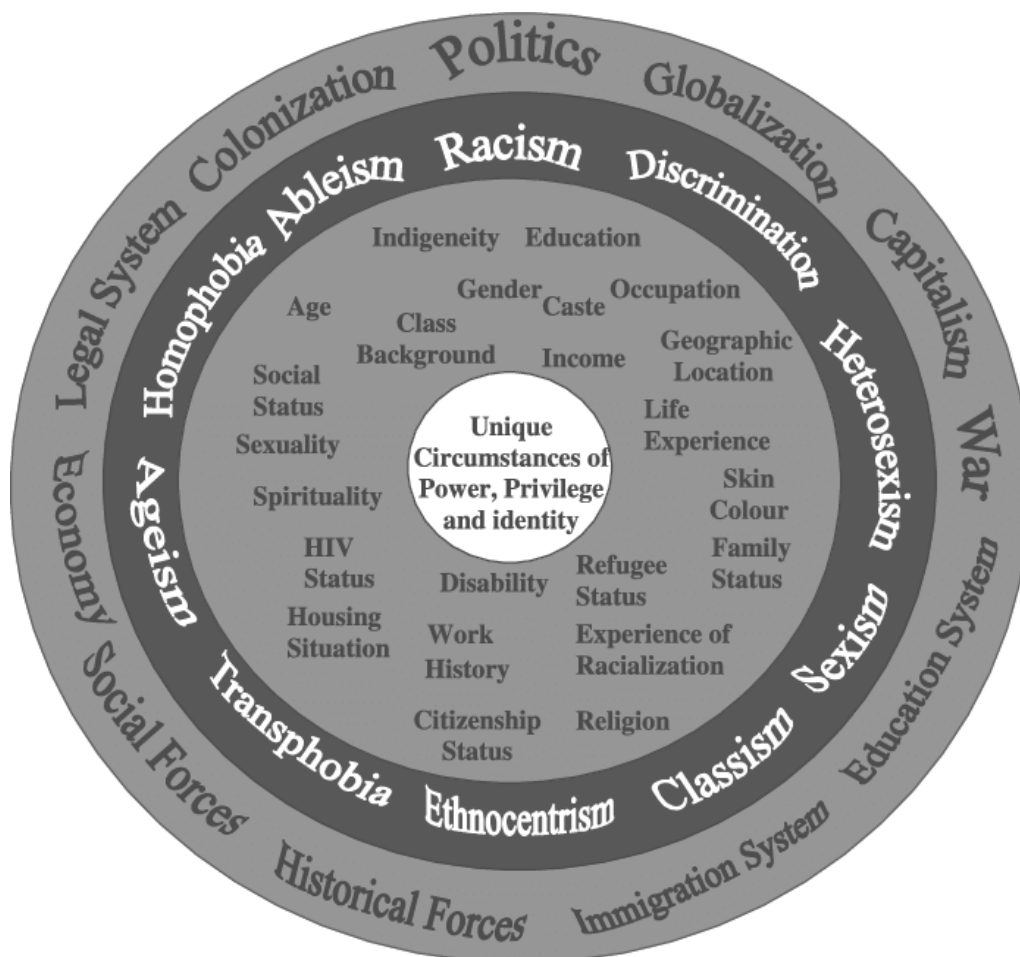 Politics
Globalization
Capitalism
War
Education System
Immigration System
Historical Forces
Social Forces
Economy
Legal System
Colonization
Racism
Discrimination
Heterosexism
Sexism
Classism
Ethnocentrism
Transphobia
Ageism
Homophobia
Ableism
Indigeneity
Education
Gender
Caste
Occupation
Age
Class
Background
Income
Geographic
Location
Social
Status
Life
Experience
Sexuality
Skin
Colour
Spirituality
HIV
Status
Disability
Refugee
Status
Family
Status
Housing
Situation
Work
History
Experience of
Racialization
Citizenship
Status
Religion
Unique
Circumstances of
Power, Privilege
and identity